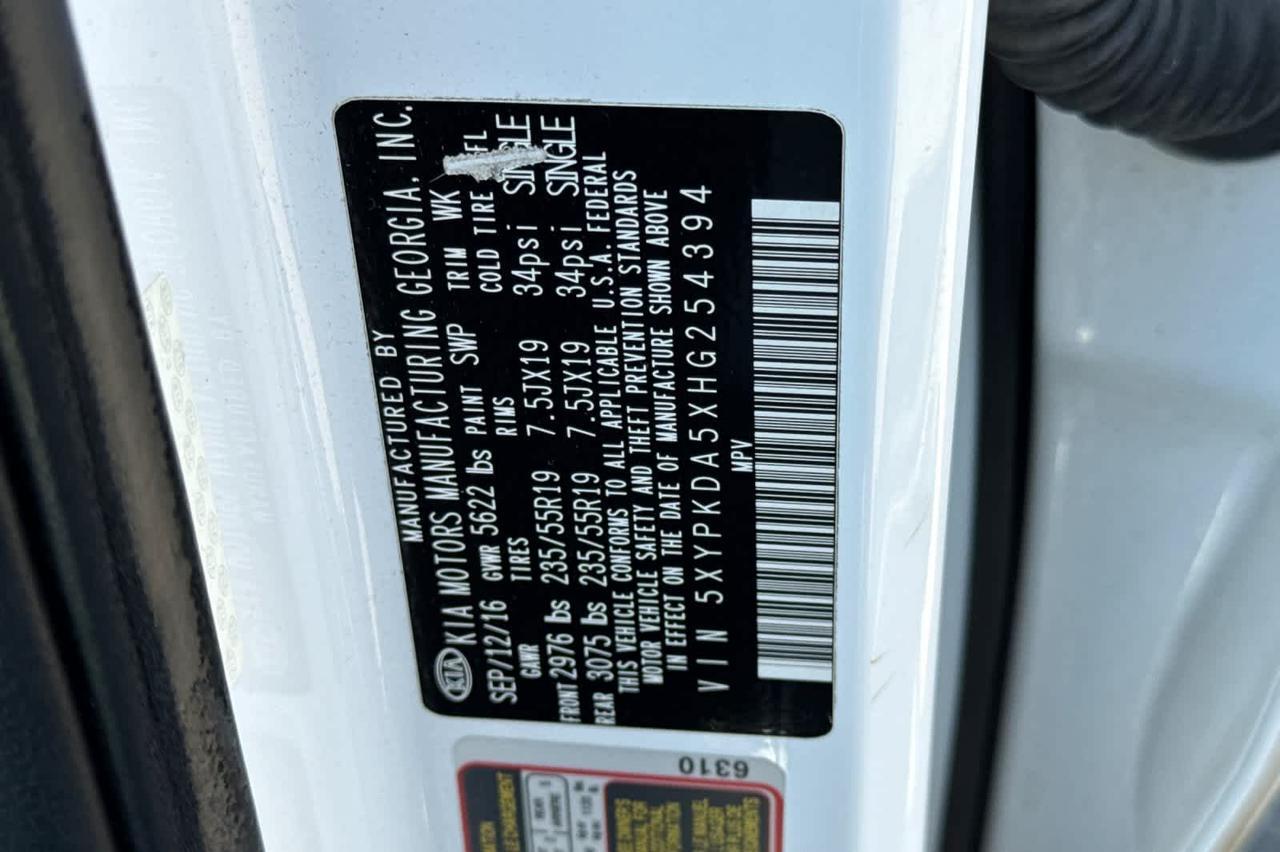 MANUFACTURED BY
KIA KIA MOTORS MANUFACTURING GEORGIA, INC.
SEP/12/16 GVWR 5622 lbs PAINT SWP TRIM WK
GAWR TIRES RIMS COLD TIRE
FRONT 2976 bs 235/55R19 7.5JX19 34psi SINGLE
REAR 3075 bs 235/55R19 7.5JX19 34psi SINGLE
THIS VEHICLE CONFORMS TO ALL APPLICABLE U.S.A. FEDERAL
MOTOR VEHICLE SAFETY AND THEFT PREVENTION STANDARDS
IN EFFECT ON THE DATE OF MANUFACTURE SHOWN ABOVE
VIN 5XYPKDA5XHG254394
MPV
6310